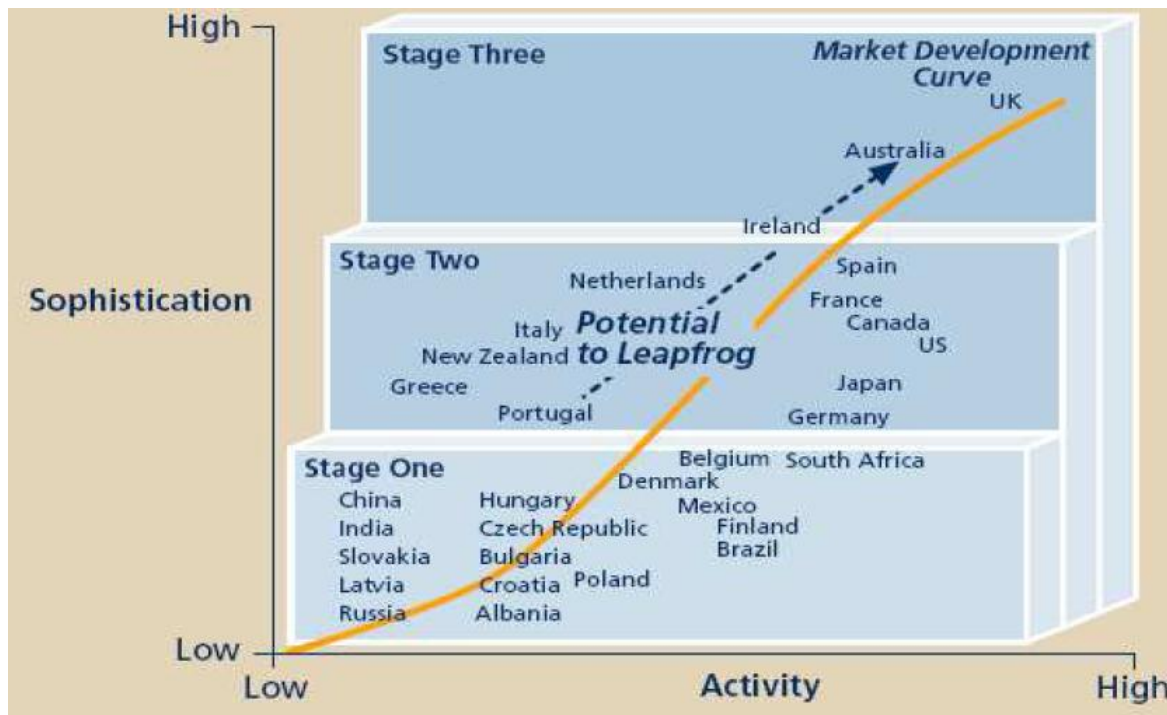 High
Stage Three
Market Development
Curve
UK
Australia
Ireland
Stage Two
Spain
Netherlands
Sophistication
France
Canada
Italy
Potential
US
New Zealand
to Leapfrog
Greece
Japan
Portugal
Germany
Stage One
Belgium
South Africa
Denmark
China
Hungary
Mexico
India
Czech Republic
Finland
Slovakia
Bulgaria
Brazil
Latvia
Croatia
Poland
Russia
Albania
Low
Low
Activity
High